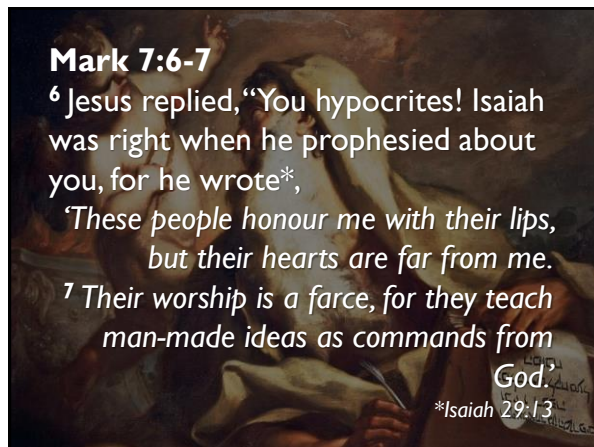 Mark 7:6-7
⁶ Jesus replied, “You hypocrites! Isaiah
was right when he prophesied about
you, for he wrote*,
‘These people honour me with their lips,
but their hearts are far from me.
⁷ Their worship is a farce, for they teach
man-made ideas as commands from
God.’
*Isaiah 29:13